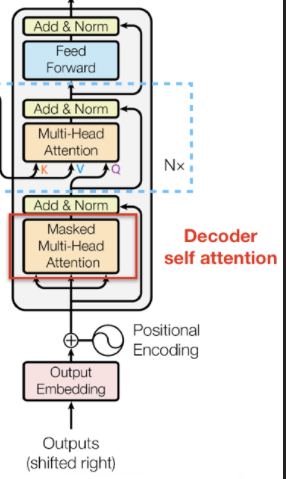 Add & Norm
Feed
Forward
Add & Norm
Multi-Head
Attention
K
V
Q
N×
Add & Norm
Masked
Multi-Head
Attention
Decoder
self attention
Positional
Encoding
Output
Embedding
Outputs
(shifted right)